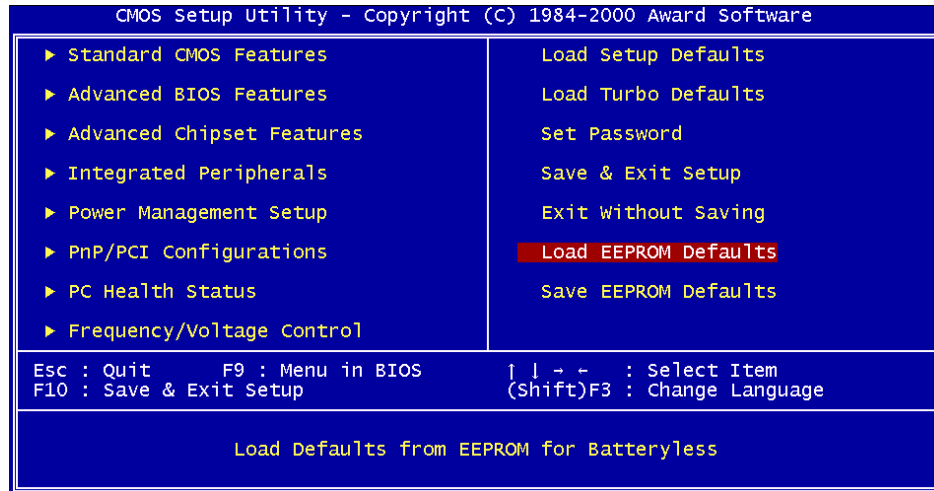 CMOS Setup Utility - Copyright (C) 1984-2000 Award Software
▶ Standard CMOS Features
▶ Advanced BIOS Features
▶ Advanced Chipset Features
▶ Integrated Peripherals
▶ Power Management Setup
▶ PnP/PCI Configurations
▶ PC Health Status
▶ Frequency/Voltage Control
Load Setup Defaults
Load Turbo Defaults
Set Password
Save & Exit Setup
Exit Without Saving
Load EEPROM Defaults
Save EEPROM Defaults
Esc : Quit F9 : Menu in BIOS ↑ ↓ → ← : Select Item
F10 : Save & Exit Setup (Shift)F3 : Change Language
Load Defaults from EEPROM for Batteryless